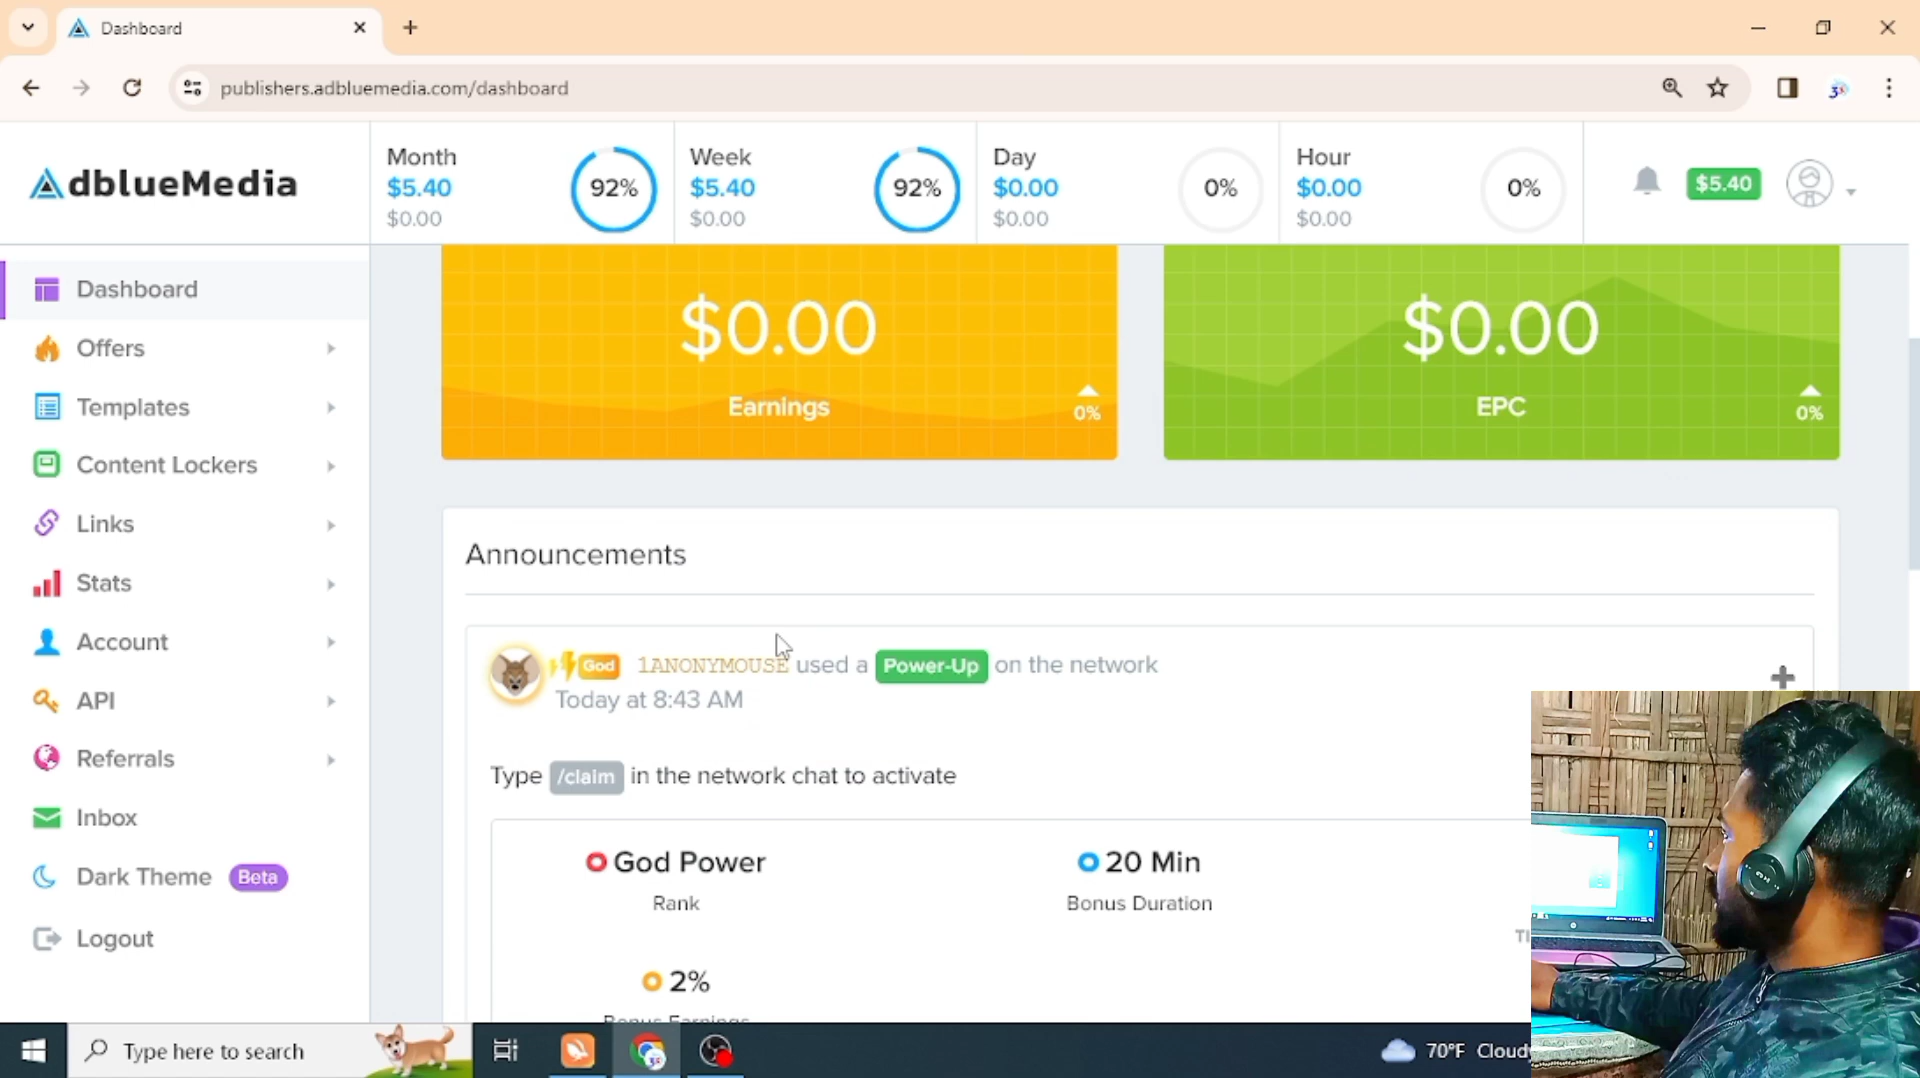 Dashboard
publishers.adbluemedia.com/dashboard
AdblueMedia
Month
$5.40
$0.00
92%
Week
$5.40
$0.00
92%
Day
$0.00
$0.00
0%
Hour
$0.00
$0.00
0%
$5.40
Dashboard
Offers
Templates
Content Lockers
Links
Stats
Account
API
Referrals
Inbox
Dark Theme Beta
Logout
$0.00
Earnings
0%
$0.00
EPC
0%
Announcements
God 1ANONYMOUSE used a Power-Up on the network
Today at 8:43 AM
Type /claim in the network chat to activate
God Power
Rank
20 Min
Bonus Duration
2%
Bonus Earnings
Type here to search
70°F Cloudy